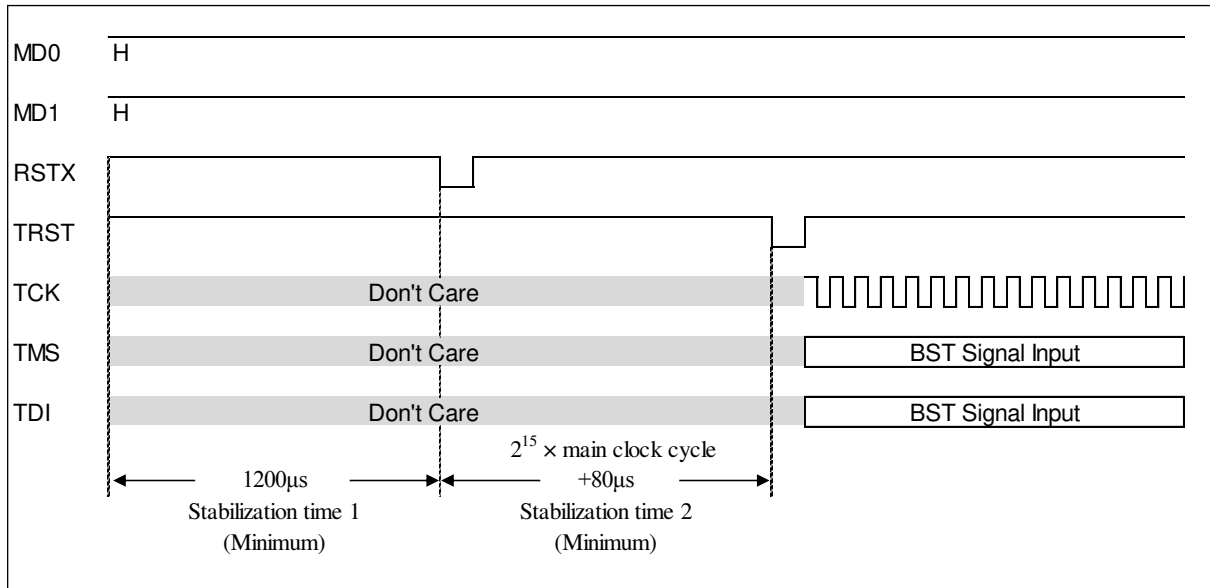 MD0 H
MD1 H
RSTX
TRST
TCK Don't Care
TMS Don't Care BST Signal Input
TDI Don't Care BST Signal Input
2¹⁵ × main clock cycle
1200µs +80µs
Stabilization time 1 Stabilization time 2
(Minimum) (Minimum)